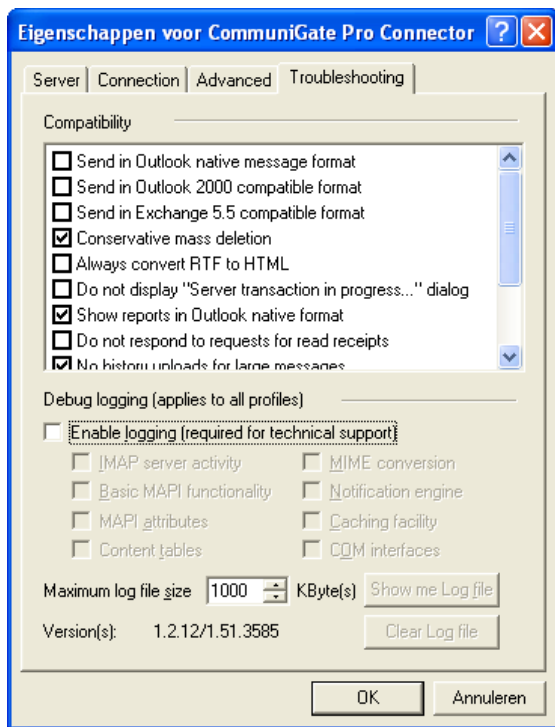 Eigenschappen voor CommuniGate Pro Connector
Server Connection Advanced Troubleshooting
Compatibility
Send in Outlook native message format
Send in Outlook 2000 compatible format
Send in Exchange 5.5 compatible format
Conservative mass deletion
Always convert RTF to HTML
Do not display "Server transaction in progress..." dialog
Show reports in Outlook native format
Do not respond to requests for read receipts
No history uploads for large messages
Debug logging (applies to all profiles)
Enable logging (required for technical support)
IMAP server activity MIME conversion
Basic MAPI functionality Notification engine
MAPI attributes Caching facility
Content tables COM interfaces
Maximum log file size 1000 KByte(s) Show me Log file
Version(s): 1.2.12/1.51.3585 Clear Log file
OK Annuleren